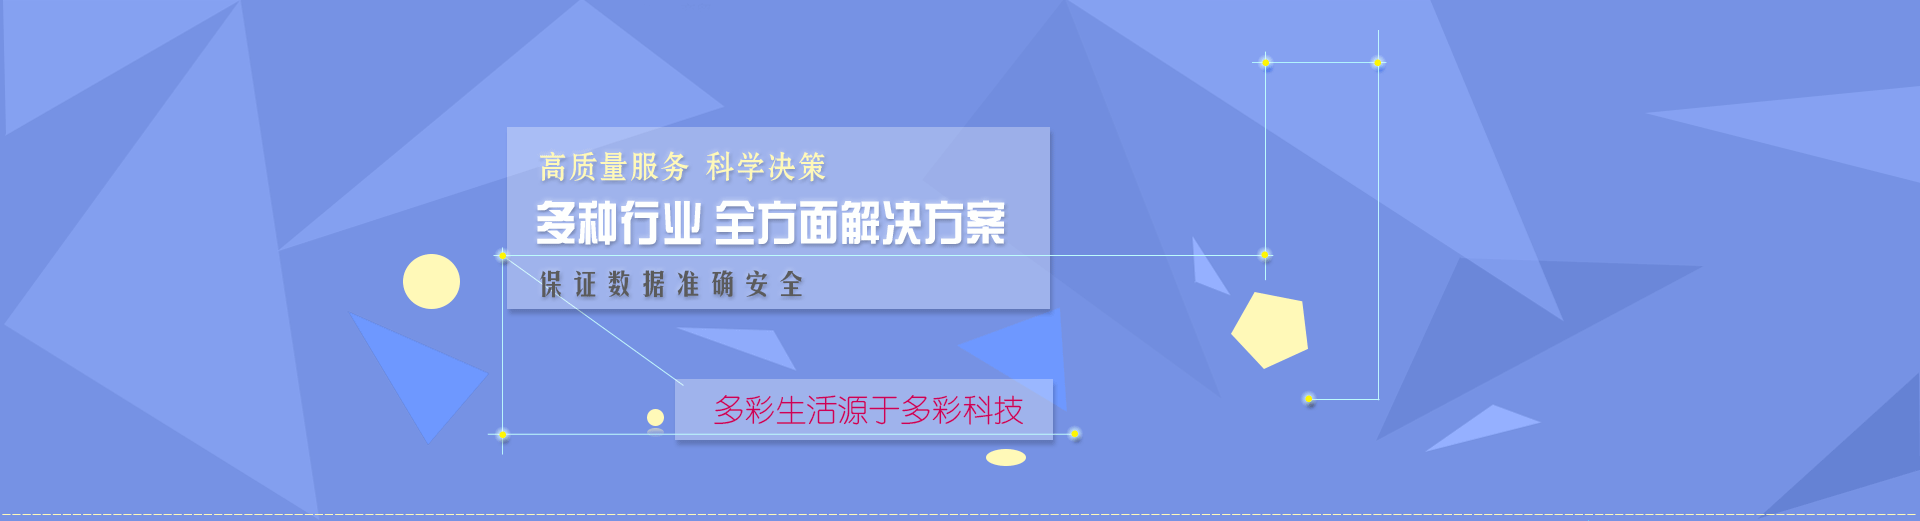 高质量服务 科学决策
多种行业 全方面解决方案
保证数据准确安全
多彩生活源于多彩科技